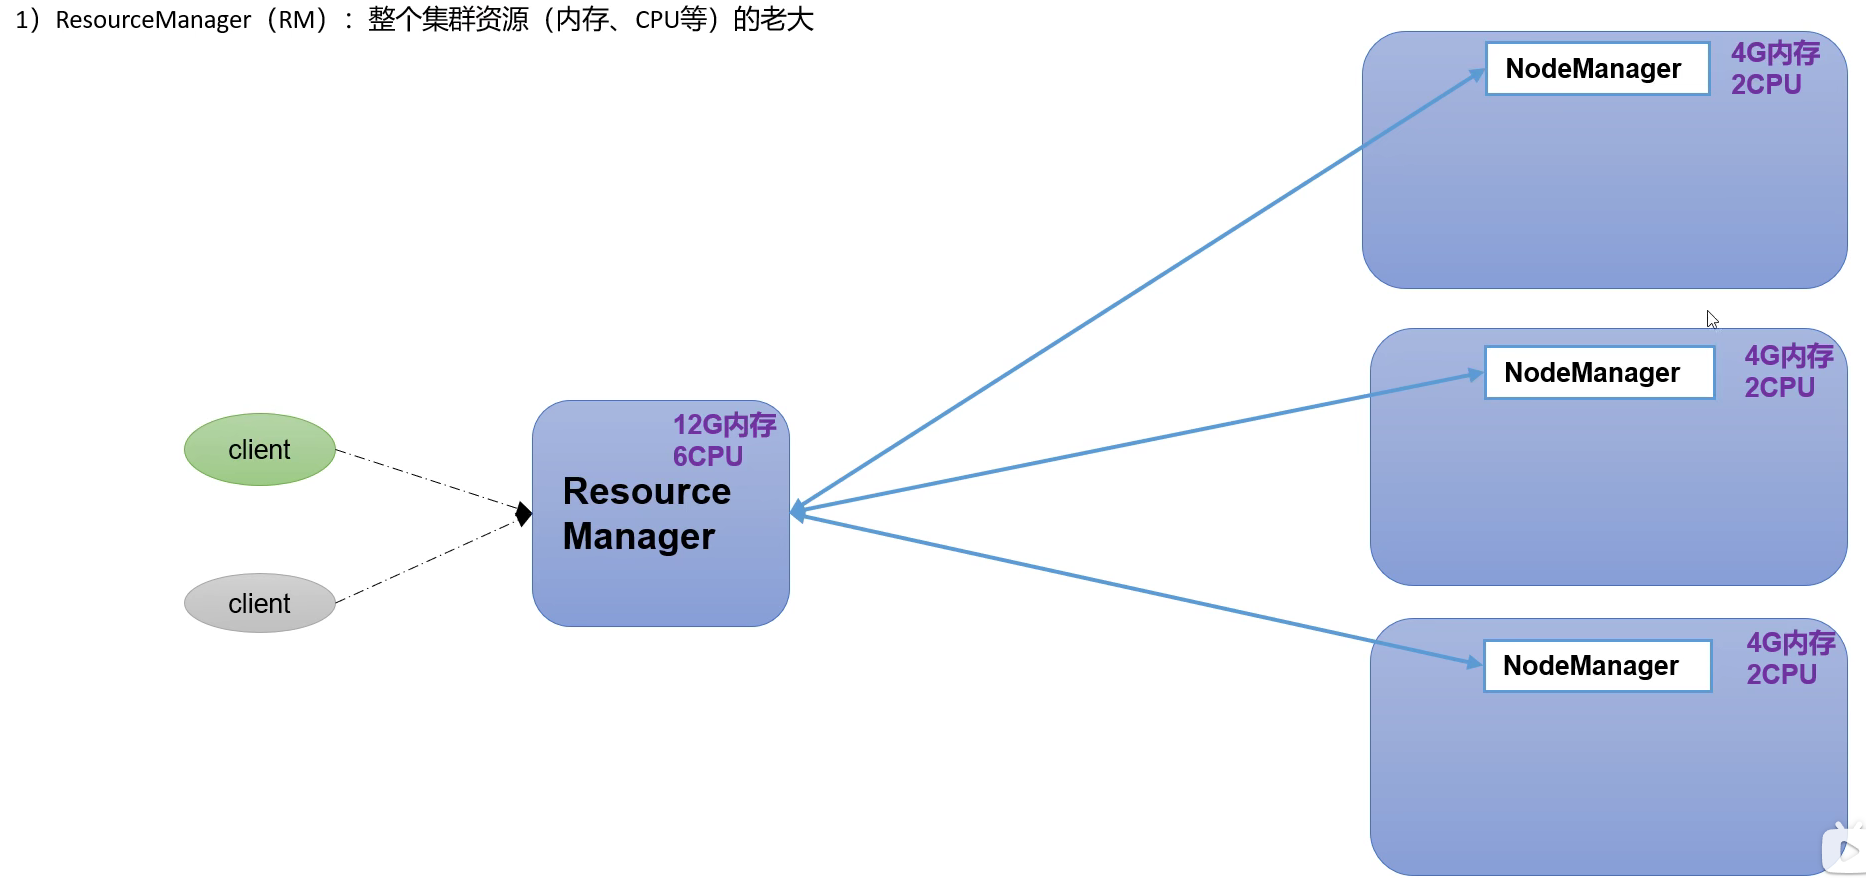 1）ResourceManager（RM）：整个集群资源（内存、CPU等）的老大
NodeManager
4G内存
2CPU
NodeManager
4G内存
2CPU
client
12G内存
6CPU
Resource
Manager
client
NodeManager
4G内存
2CPU